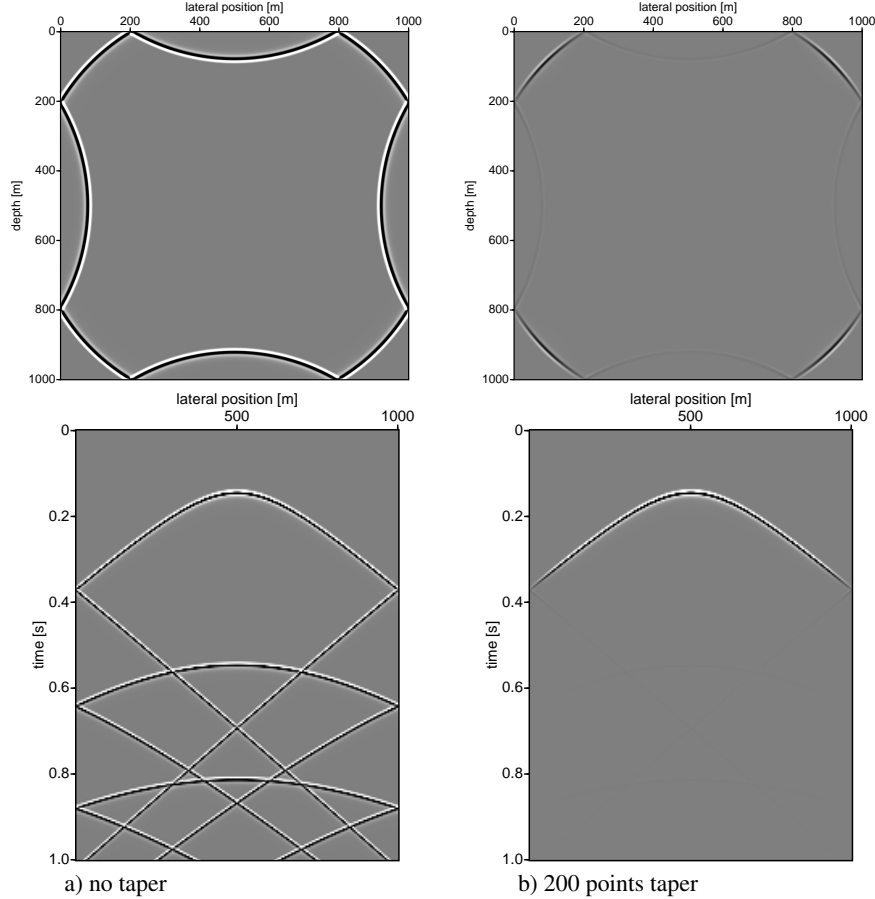 lateral position [m]
0 200 400 600 800 1000
0
200
400
600
800
1000
depth [m]
lateral position [m]
0 200 400 600 800 1000
0
200
400
600
800
1000
depth [m]
lateral position [m]
500 1000
0
0.2
0.4
0.6
0.8
1.0
time [s]
a) no taper
lateral position [m]
500 1000
0
0.2
0.4
0.6
0.8
1.0
time [s]
b) 200 points taper